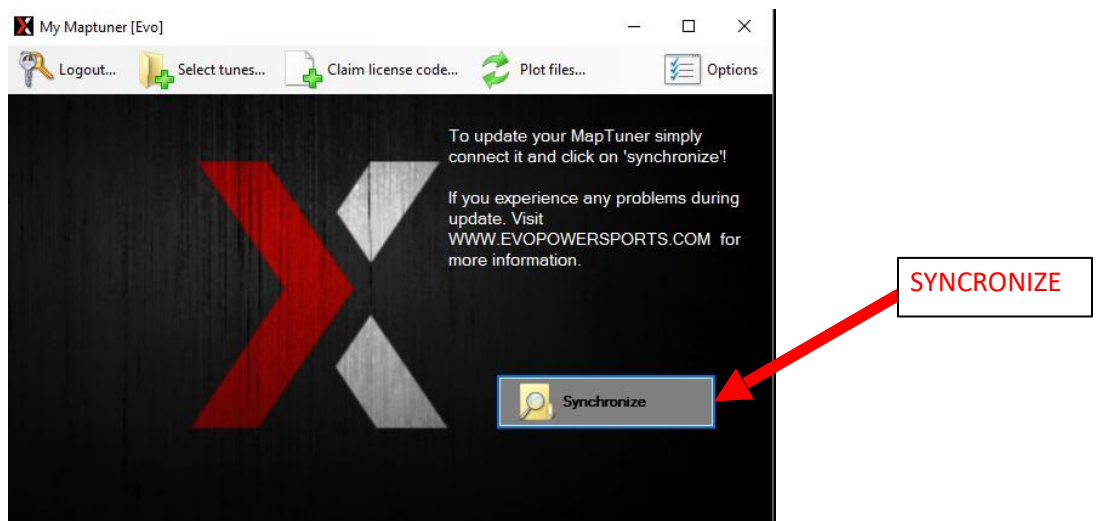 My Maptuner [Evo]
Logout... Select tunes... Claim license code... Plot files... Options
To update your MapTuner simply
connect it and click on 'synchronize'!
If you experience any problems during
update. Visit
WWW.EVOPOWERSPORTS.COM for
more information.
SYNCRONIZE
Synchronize